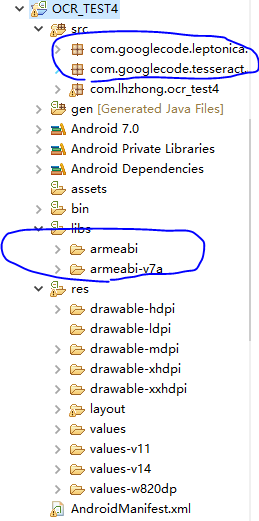 OCR_TEST4
src
com.googlecode.leptonica.
com.googlecode.tesseract.
com.lhzhong.ocr_test4
gen [Generated Java Files]
Android 7.0
Android Private Libraries
Android Dependencies
assets
bin
libs
armeabi
armeabi-v7a
res
drawable-hdpi
drawable-ldpi
drawable-mdpi
drawable-xhdpi
drawable-xxhdpi
layout
values
values-v11
values-v14
values-w820dp
AndroidManifest.xml